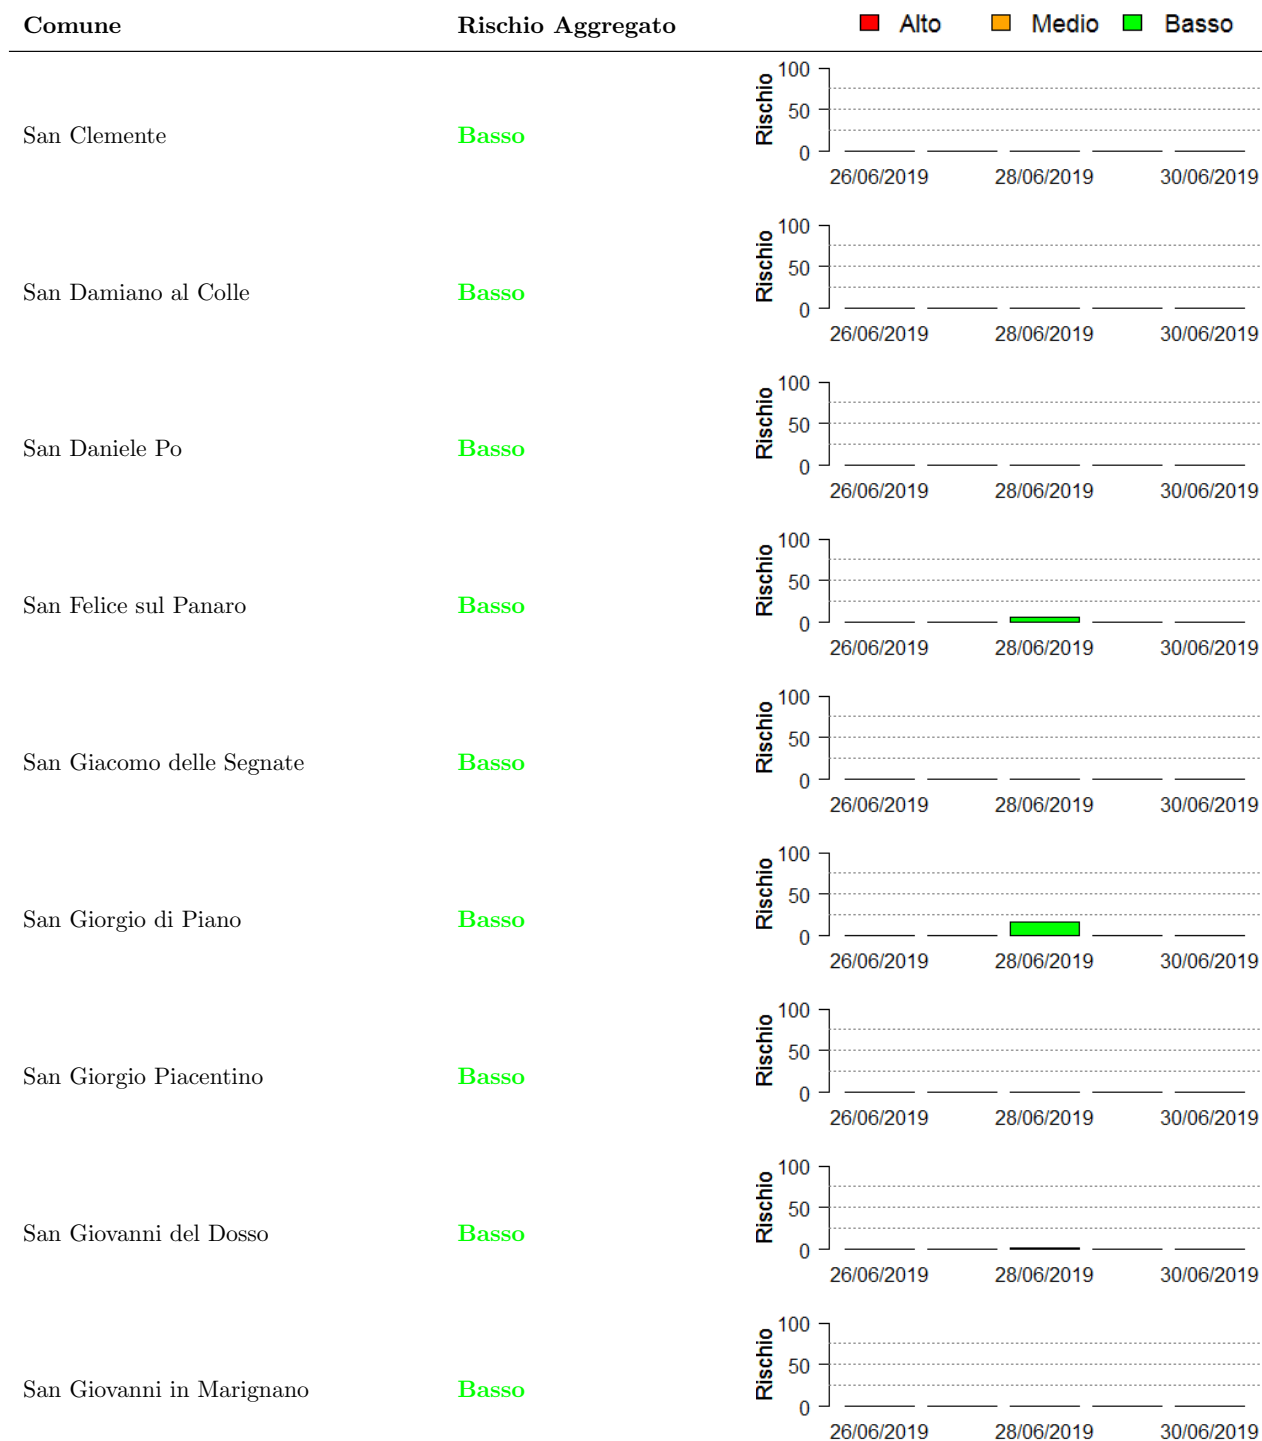 Comune Rischio Aggregato Alto Medio Basso
San Clemente Basso Rischio 100 50 0
26/06/2019 28/06/2019 30/06/2019
San Damiano al Colle Basso Rischio 100 50 0
26/06/2019 28/06/2019 30/06/2019
San Daniele Po Basso Rischio 100 50 0
26/06/2019 28/06/2019 30/06/2019
San Felice sul Panaro Basso Rischio 100 50 0
26/06/2019 28/06/2019 30/06/2019
San Giacomo delle Segnate Basso Rischio 100 50 0
26/06/2019 28/06/2019 30/06/2019
San Giorgio di Piano Basso Rischio 100 50 0
26/06/2019 28/06/2019 30/06/2019
San Giorgio Piacentino Basso Rischio 100 50 0
26/06/2019 28/06/2019 30/06/2019
San Giovanni del Dosso Basso Rischio 100 50 0
26/06/2019 28/06/2019 30/06/2019
San Giovanni in Marignano Basso Rischio 100 50 0
26/06/2019 28/06/2019 30/06/2019